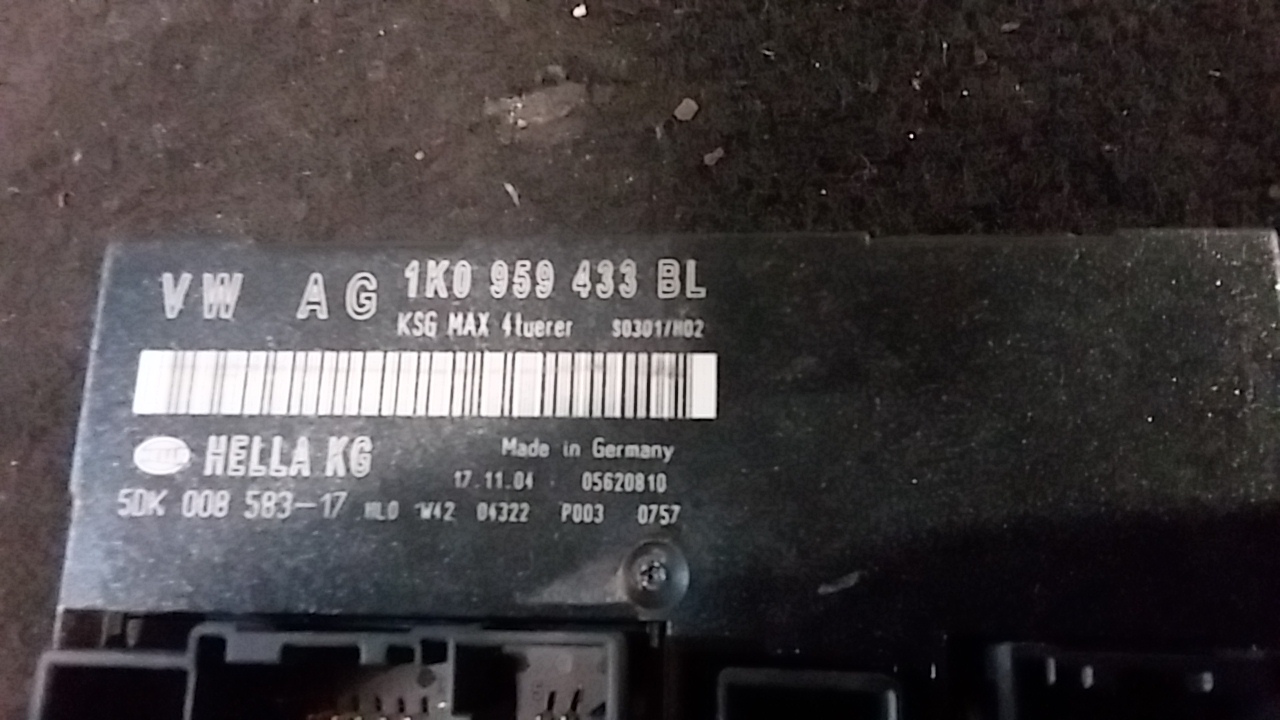 VW AG 1K0 959 433 BL
KSG MAX 4tuerer S0301/H02
HELLA KG Made in Germany
17.11.04 05620810
5DK 008 583-17 HLO W42 04322 P003 0757